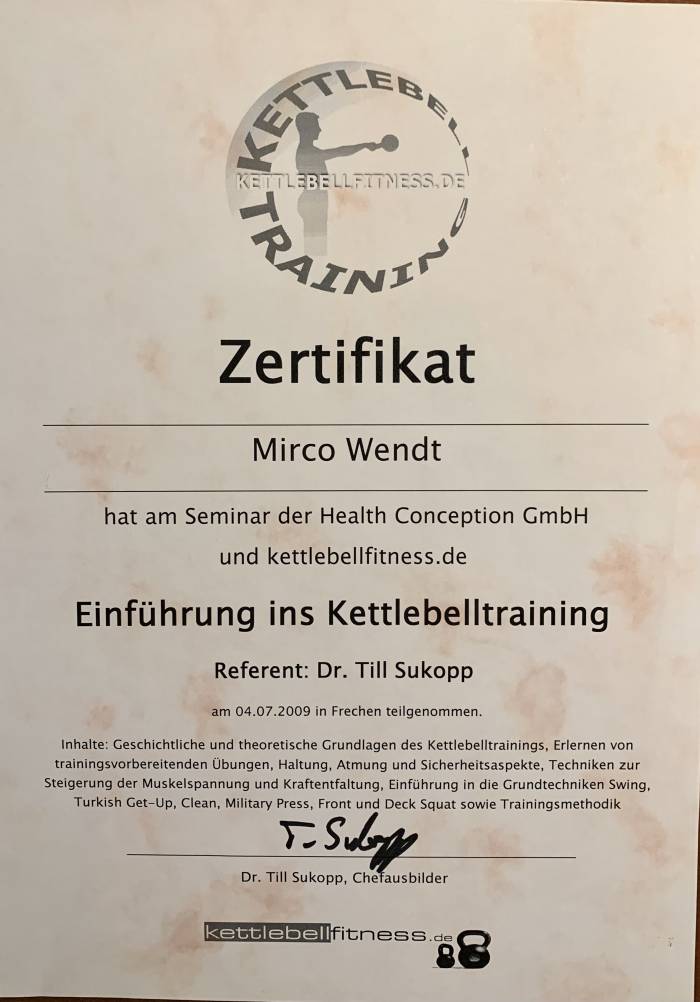 KETTLEBELL
KETTLEBELLFITNESS.DE
TRAINING
Zertifikat
Mirco Wendt
hat am Seminar der Health Conception GmbH
und kettlebellfitness.de
Einführung ins Kettlebelltraining
Referent: Dr. Till Sukopp
am 04.07.2009 in Frechen teilgenommen.
Inhalte: Geschichtliche und theoretische Grundlagen des Kettlebelltrainings, Erlernen von
trainingsvorbereitenden Übungen, Haltung, Atmung und Sicherheitsaspekte, Techniken zur
Steigerung der Muskelspannung und Kraftentfaltung, Einführung in die Grundtechniken Swing,
Turkish Get-Up, Clean, Military Press, Front und Deck Squat sowie Trainingsmethodik
T. Sukopp
Dr. Till Sukopp, Chefausbilder
kettlebellfitness.de